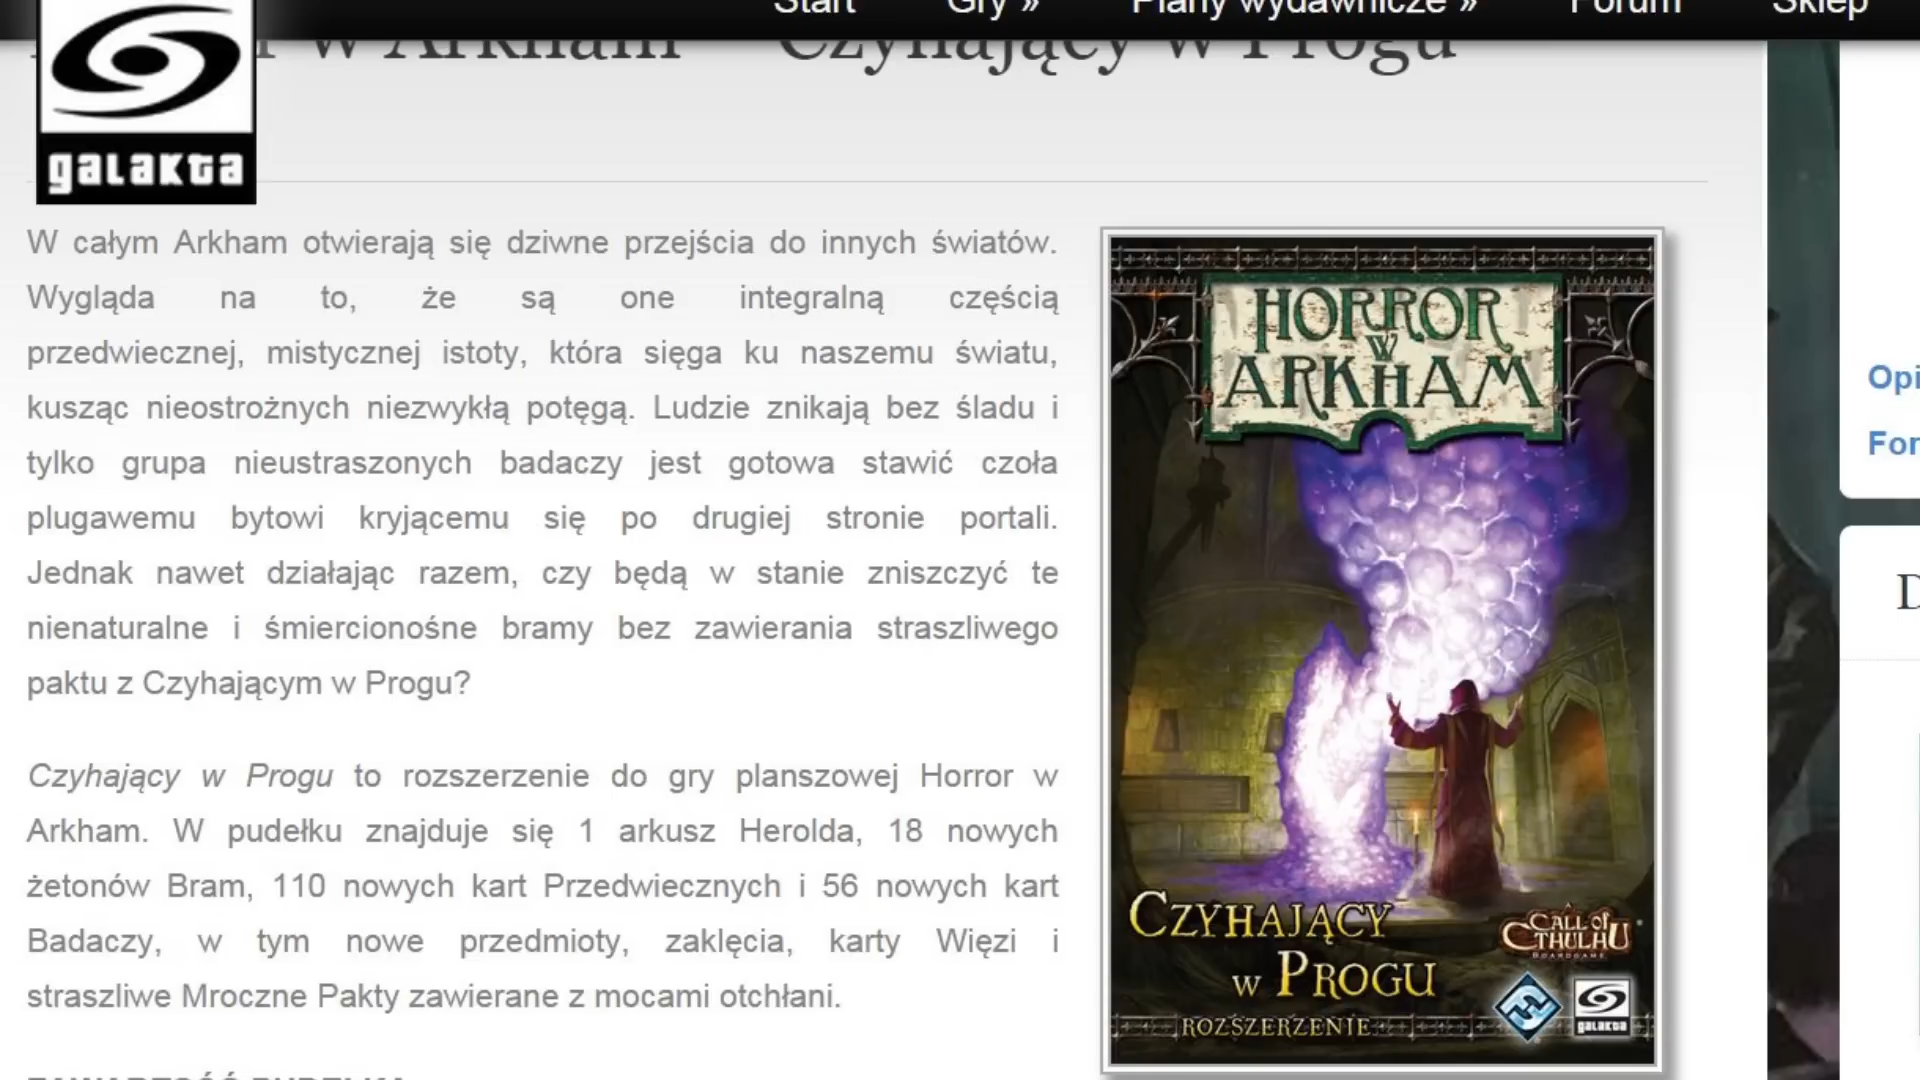 Start Gry » Plany wydawnicze » Forum Sklep
w Arkham Czyhający w Progu
galakta
W całym Arkham otwierają się dziwne przejścia do innych światów.
Wygląda na to, że są one integralną częścią
przedwiecznej, mistycznej istoty, która sięga ku naszemu światu,
kusząc nieostrożnych niezwykłą potęgą. Ludzie znikają bez śladu i
tylko grupa nieustraszonych badaczy jest gotowa stawić czoła
plugawemu bytowi kryjącemu się po drugiej stronie portali.
Jednak nawet działając razem, czy będą w stanie zniszczyć te
nienaturalne i śmiercionośne bramy bez zawierania straszliwego
paktu z Czyhającym w Progu?
Czyhający w Progu to rozszerzenie do gry planszowej Horror w
Arkham. W pudełku znajduje się 1 arkusz Herolda, 18 nowych
żetonów Bram, 110 nowych kart Przedwiecznych i 56 nowych kart
Badaczy, w tym nowe przedmioty, zaklęcia, karty Więzi i
straszliwe Mroczne Pakty zawierane z mocami otchłani.
HORROR
W
ARKHAM
CZYHAJĄCY
W PROGU
ROZSZERZENIE
CALL of
CTHULHU
BOARDGAME
galakta